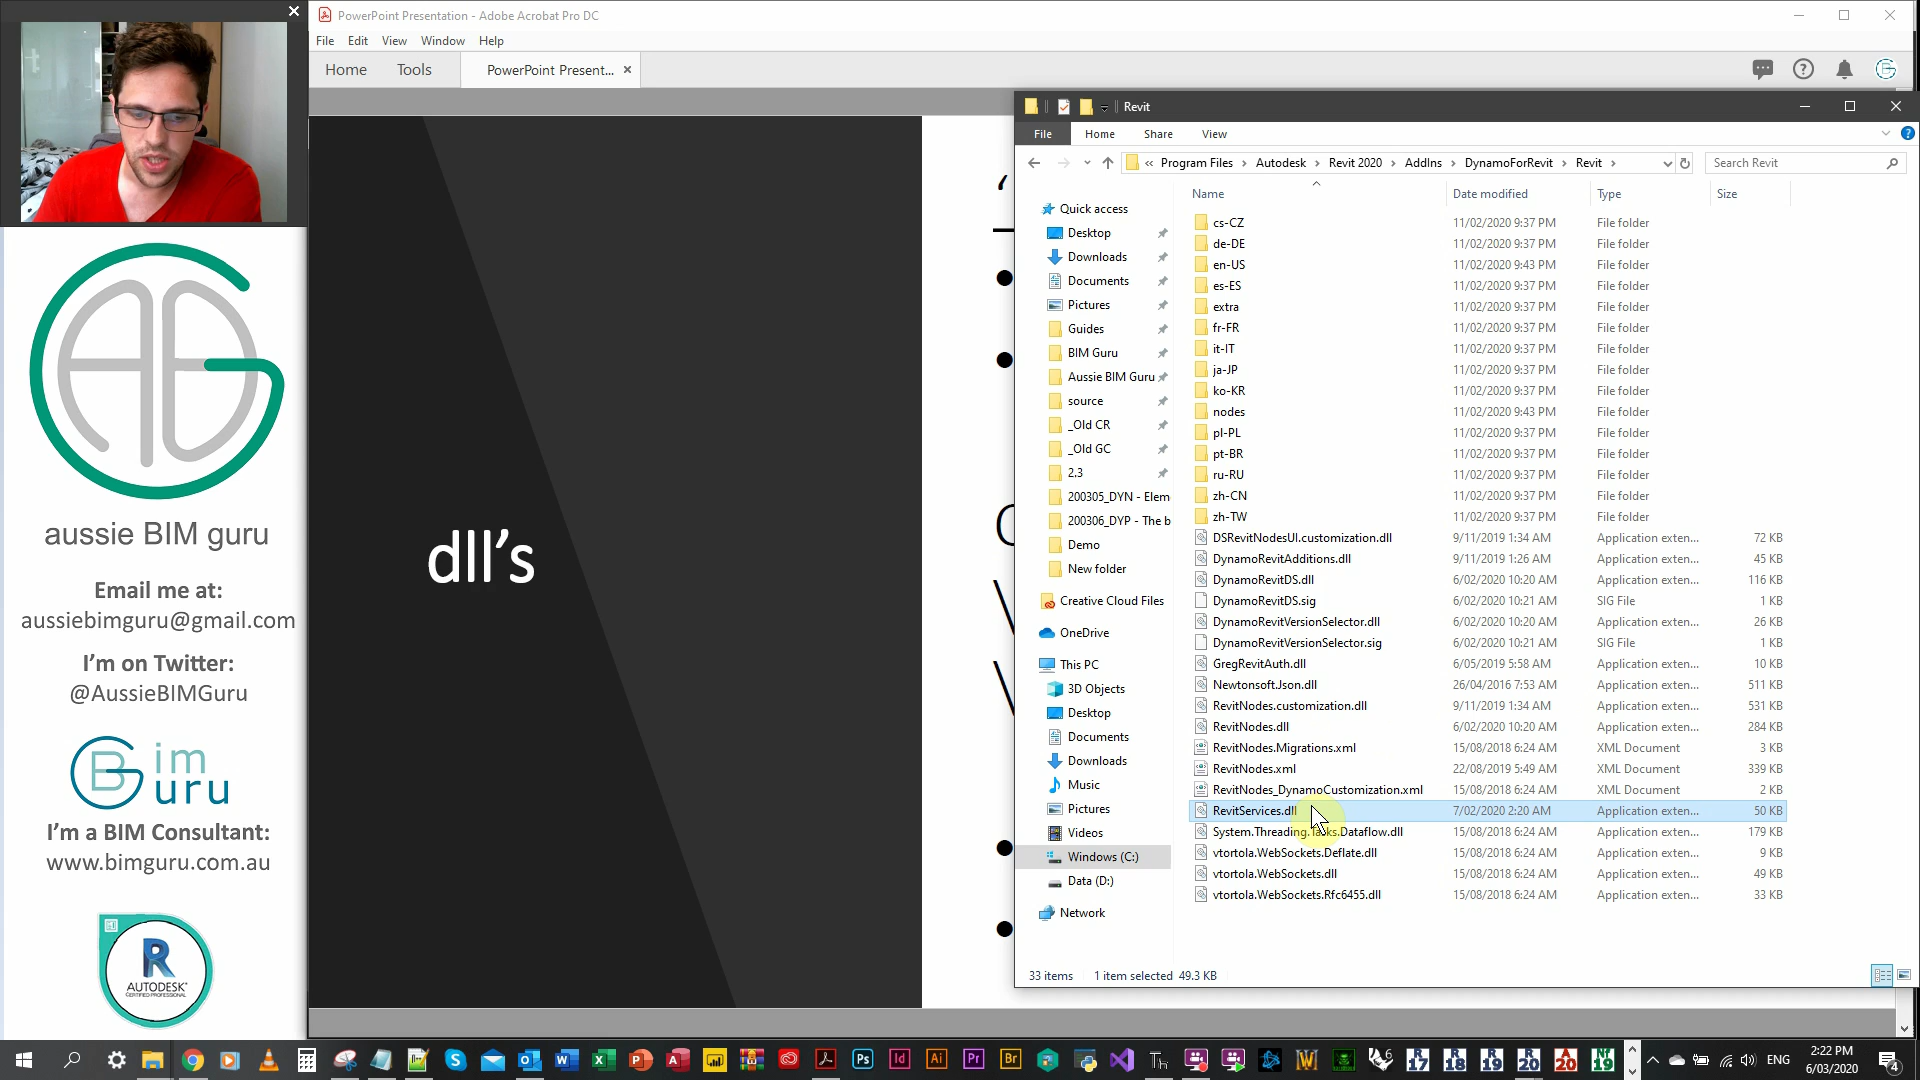 PowerPoint Presentation - Adobe Acrobat Pro DC
File Edit View Window Help
Home Tools PowerPoint Present...
aussie BIM guru
Email me at:
aussiebimguru@gmail.com
I'm on Twitter:
@AussieBIMGuru
Bim
Guru
I'm a BIM Consultant:
www.bimguru.com.au
R
AUTODESK
CERTIFIED PROFESSIONAL
dll's
Revit
File Home Share View
« Program Files Autodesk Revit 2020 AddIns DynamoForRevit Revit
Search Revit
Quick access
Desktop
Downloads
Documents
Pictures
Guides
BIM Guru
Aussie BIM Guru
source
_Old CR
_Old GC
2.3
200305_DYN - Elem
200306_DYP - The b
Demo
New folder
Creative Cloud Files
OneDrive
This PC
3D Objects
Desktop
Documents
Downloads
Music
Pictures
Videos
Windows (C:)
Data (D:)
Network
Name Date modified Type Size
cs-CZ 11/02/2020 9:37 PM File folder
de-DE 11/02/2020 9:37 PM File folder
en-US 11/02/2020 9:43 PM File folder
es-ES 11/02/2020 9:37 PM File folder
extra 11/02/2020 9:37 PM File folder
fr-FR 11/02/2020 9:37 PM File folder
it-IT 11/02/2020 9:37 PM File folder
ja-JP 11/02/2020 9:37 PM File folder
ko-KR 11/02/2020 9:37 PM File folder
nodes 11/02/2020 9:43 PM File folder
pl-PL 11/02/2020 9:37 PM File folder
pt-BR 11/02/2020 9:37 PM File folder
ru-RU 11/02/2020 9:37 PM File folder
zh-CN 11/02/2020 9:37 PM File folder
zh-TW 11/02/2020 9:37 PM File folder
DSRevitNodesUI.customization.dll 9/11/2019 1:34 AM Application exten... 72 KB
DynamoRevitAdditions.dll 9/11/2019 1:26 AM Application exten... 45 KB
DynamoRevitDS.dll 6/02/2020 10:20 AM Application exten... 116 KB
DynamoRevitDS.sig 6/02/2020 10:21 AM SIG File 1 KB
DynamoRevitVersionSelector.dll 6/02/2020 10:20 AM Application exten... 26 KB
DynamoRevitVersionSelector.sig 6/02/2020 10:21 AM SIG File 1 KB
GregRevitAuth.dll 6/05/2019 5:58 AM Application exten... 10 KB
Newtonsoft.Json.dll 26/04/2016 7:53 AM Application exten... 511 KB
RevitNodes.customization.dll 9/11/2019 1:34 AM Application exten... 531 KB
RevitNodes.dll 6/02/2020 10:20 AM Application exten... 284 KB
RevitNodes.Migrations.xml 15/08/2018 6:24 AM XML Document 3 KB
RevitNodes.xml 22/08/2019 5:49 AM XML Document 339 KB
RevitNodes_DynamoCustomization.xml 15/08/2018 6:24 AM XML Document 2 KB
RevitServices.dll 7/02/2020 2:20 AM Application exten... 50 KB
System.Threading.Tasks.Dataflow.dll 15/08/2018 6:24 AM Application exten... 179 KB
vtortola.WebSockets.Deflate.dll 15/08/2018 6:24 AM Application exten... 9 KB
vtortola.WebSockets.dll 15/08/2018 6:24 AM Application exten... 49 KB
vtortola.WebSockets.Rfc6455.dll 15/08/2018 6:24 AM Application exten... 33 KB
33 items 1 item selected 49.3 KB
ENG
2:22 PM
6/03/2020